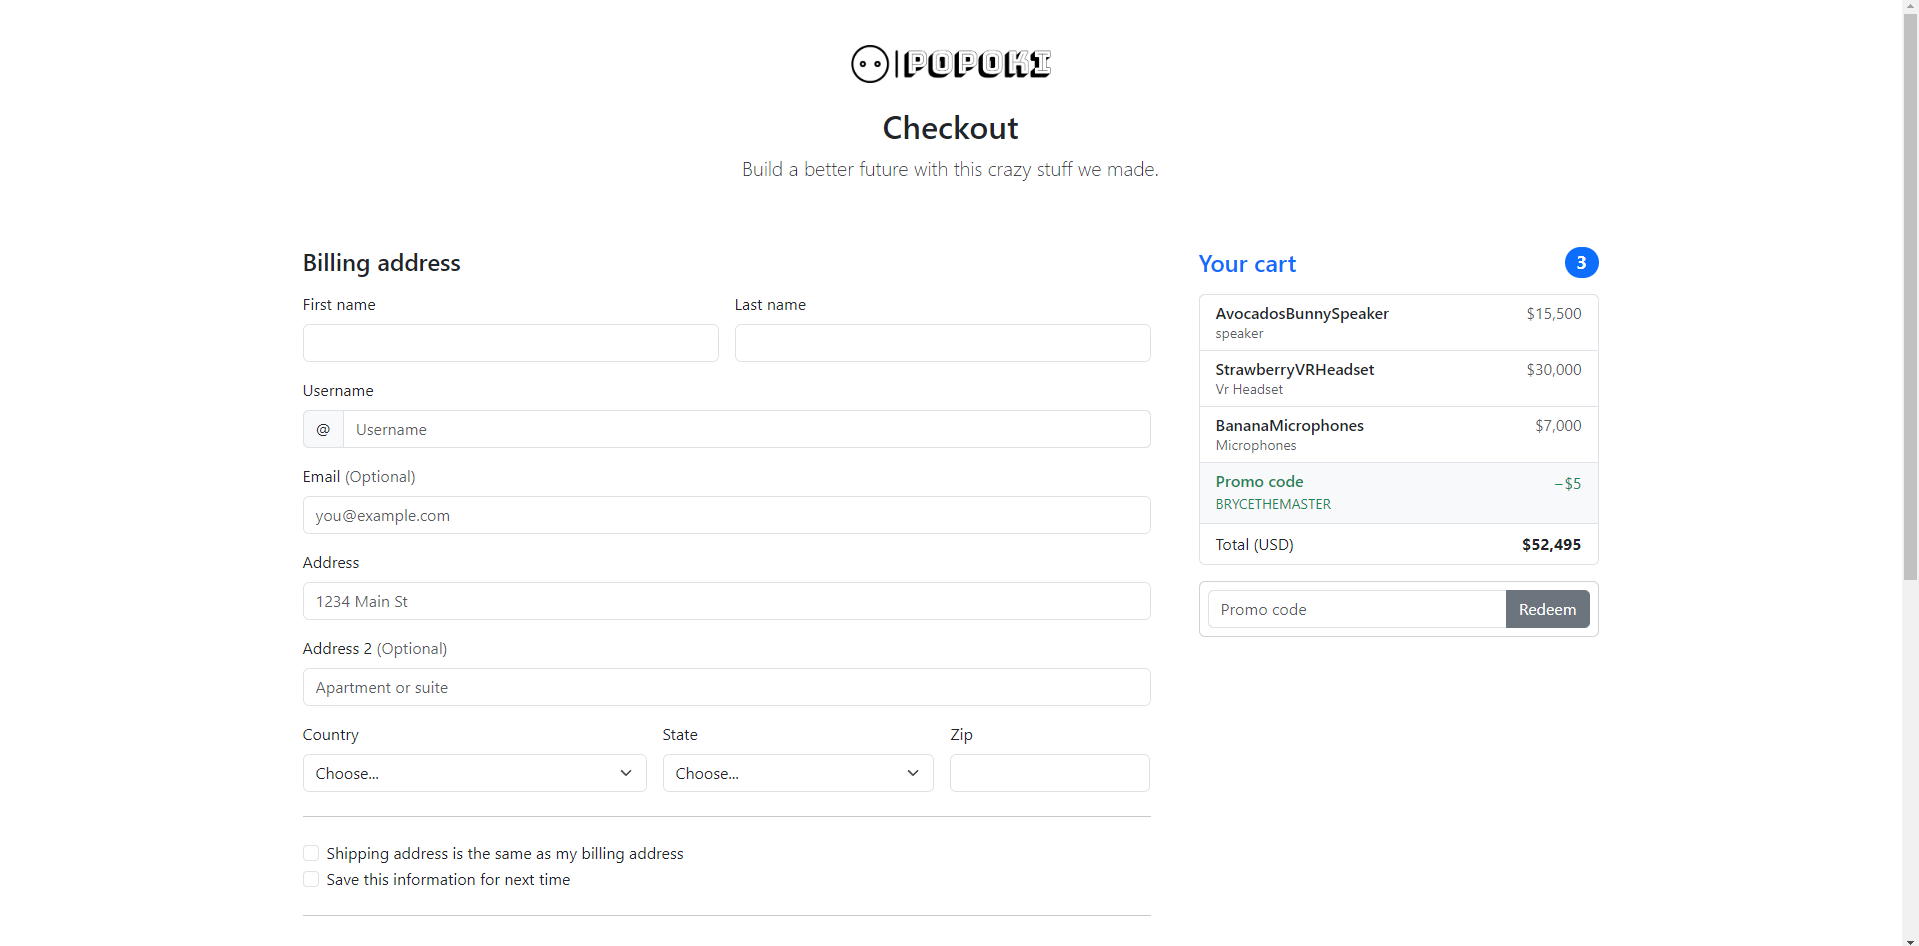 POPOKI
Checkout
Build a better future with this crazy stuff we made.
Billing address
First name
Last name
Username
@
Username
Email (Optional)
you@example.com
Address
1234 Main St
Address 2 (Optional)
Apartment or suite
Country
State
Zip
Choose...
Choose...
Shipping address is the same as my billing address
Save this information for next time
Your cart
3
AvocadosBunnySpeaker
$15,500
speaker
StrawberryVRHeadset
$30,000
Vr Headset
BananaMicrophones
$7,000
Microphones
Promo code
−$5
BRYCETHEMASTER
Total (USD)
$52,495
Promo code
Redeem